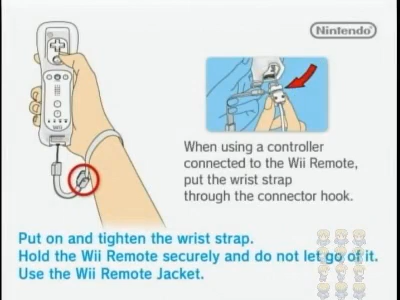 Nintendo
When using a controller
connected to the Wii Remote,
put the wrist strap
through the connector hook.
Put on and tighten the wrist strap.
Hold the Wii Remote securely and do not let go of it.
Use the Wii Remote Jacket.